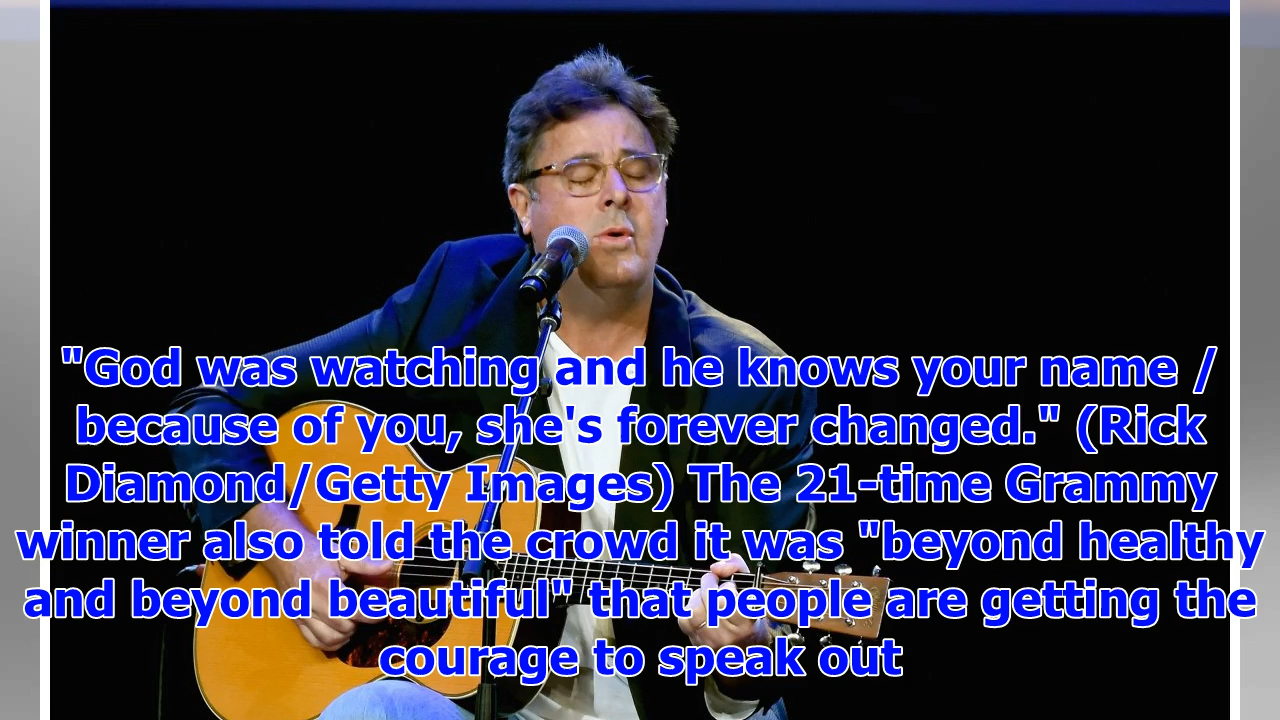 "God was watching and he knows your name /
because of you, she's forever changed." (Rick
Diamond/Getty Images) The 21-time Grammy
winner also told the crowd it was "beyond healthy
and beyond beautiful" that people are getting the
courage to speak out